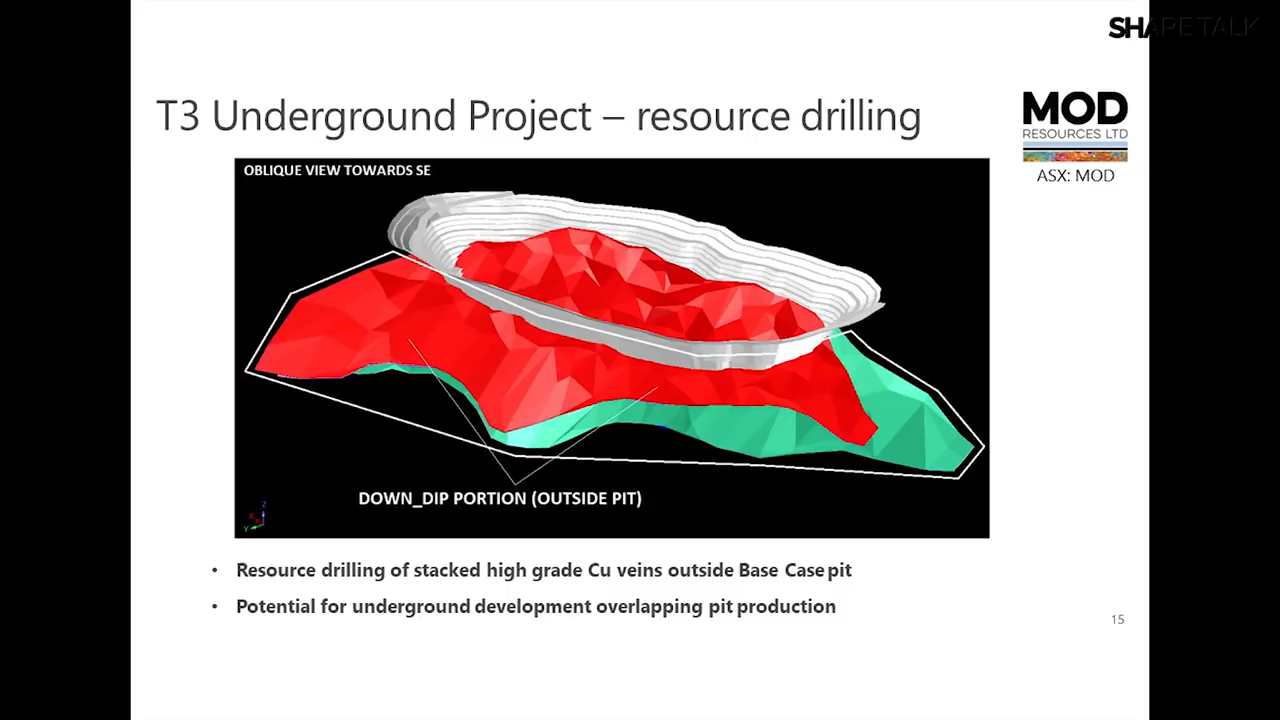 SHARETALK
T3 Underground Project – resource drilling
MOD
RESOURCES LTD
ASX: MOD
OBLIQUE VIEW TOWARDS SE
DOWN_DIP PORTION (OUTSIDE PIT)
Z
X
Y
• Resource drilling of stacked high grade Cu veins outside Base Case pit
• Potential for underground development overlapping pit production
15